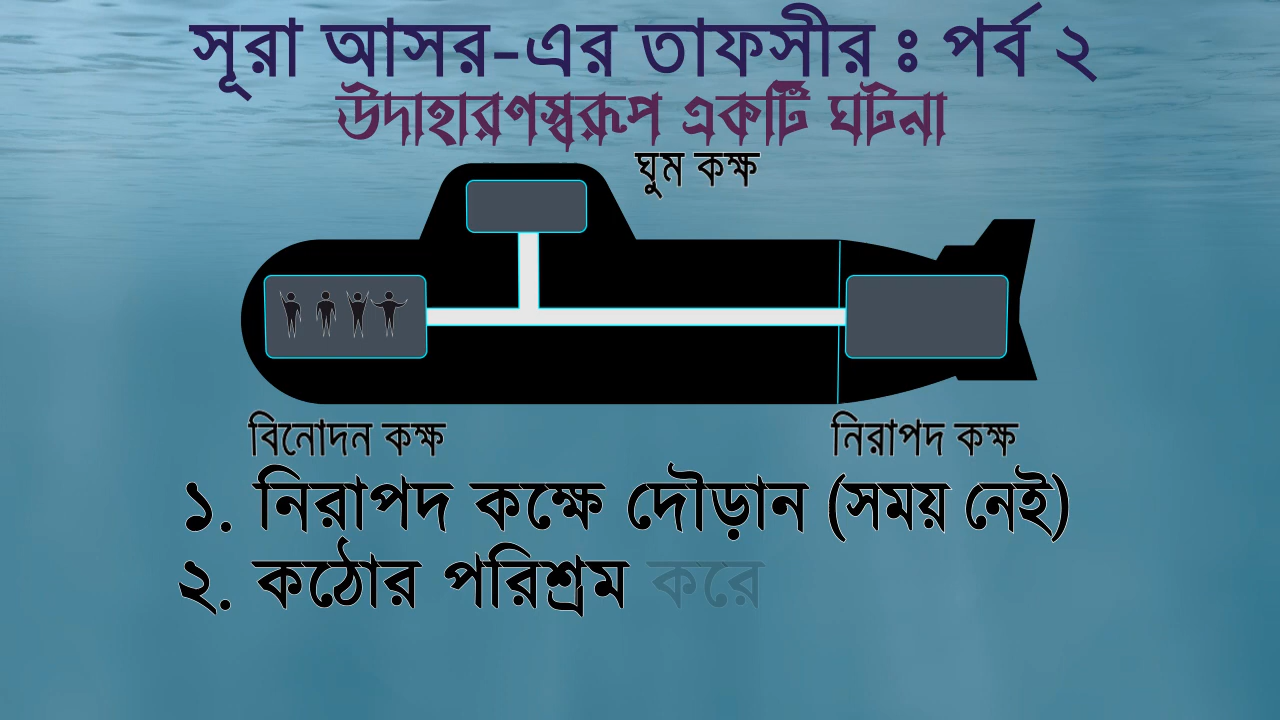 সূরা আসর-এর তাফসীর ঃ পর্ব ২
উদাহারণস্বরূপ একটি ঘটনা
ঘুম কক্ষ
বিনোদন কক্ষ
নিরাপদ কক্ষ
১. নিরাপদ কক্ষে দৌড়ান (সময় নেই)
২. কঠোর পরিশ্রম করে